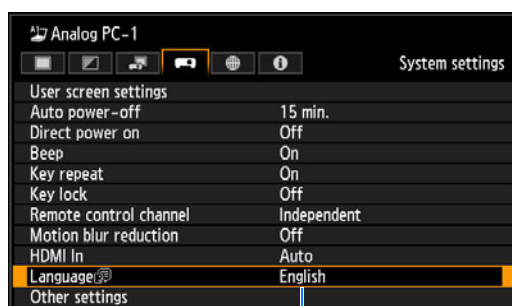 Analog PC-1
System settings
User screen settings
Auto power-off 15 min.
Direct power on Off
Beep On
Key repeat On
Key lock Off
Remote control channel Independent
Motion blur reduction Off
HDMI In Auto
Language English
Other settings